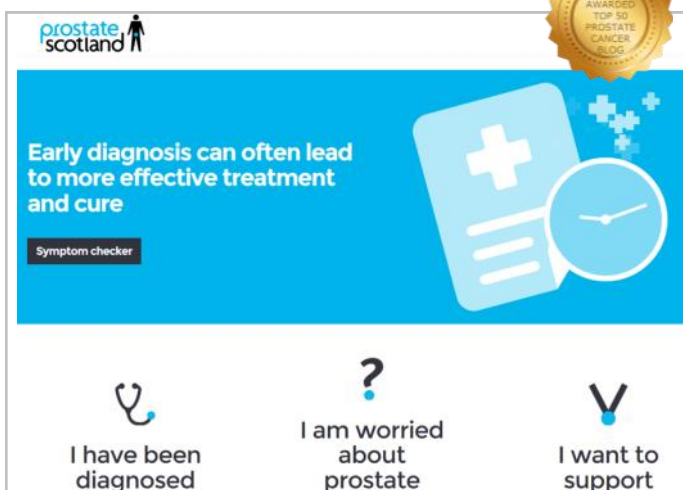 prostate
scotland
AWARDED
TOP 50
PROSTATE
CANCER
BLOG
Early diagnosis can often lead
to more effective treatment
and cure
Symptom checker
?
I have been
diagnosed
I am worried
about
prostate
I want to
support